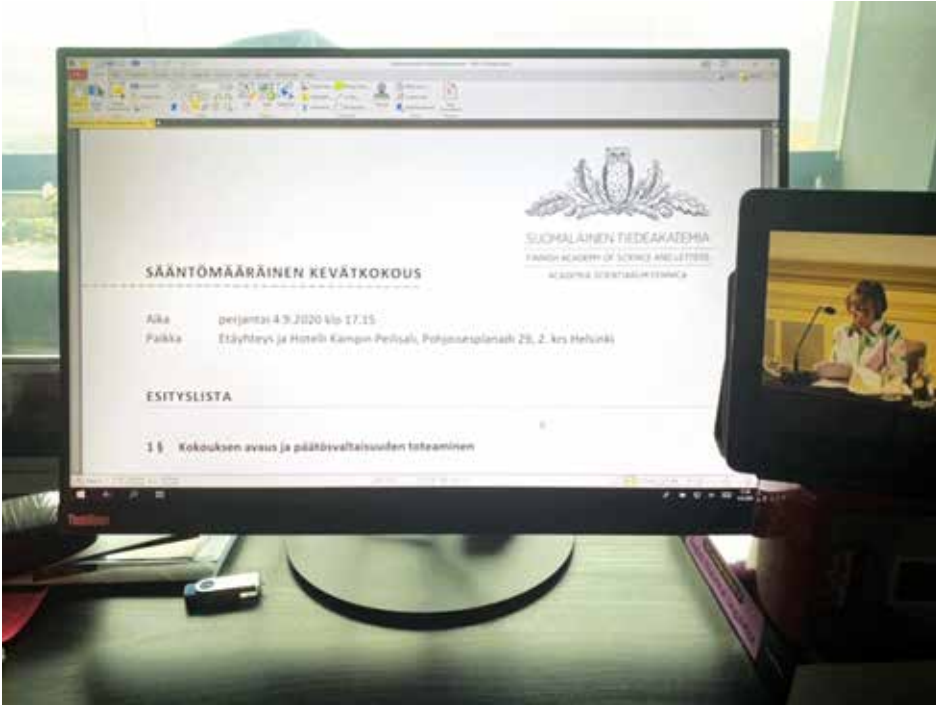 SUOMALAINEN TIEDEAKATEMIA
FINNISH ACADEMY OF SCIENCE AND LETTERS
ACADEMIA SCIENTIARUM FENNICA
SÄÄNTÖMÄÄRÄINEN KEVÄTKOKOUS
Aika perjantai 4.9.2020 klo 17.15
Paikka Etäyhteys ja Hotelli Kämpin Peilisali, Pohjoisesplanadi 29, 2. krs Helsinki
ESITYSLISTA
1 § Kokouksen avaus ja päätösvaltaisuuden toteaminen
ThinkVision